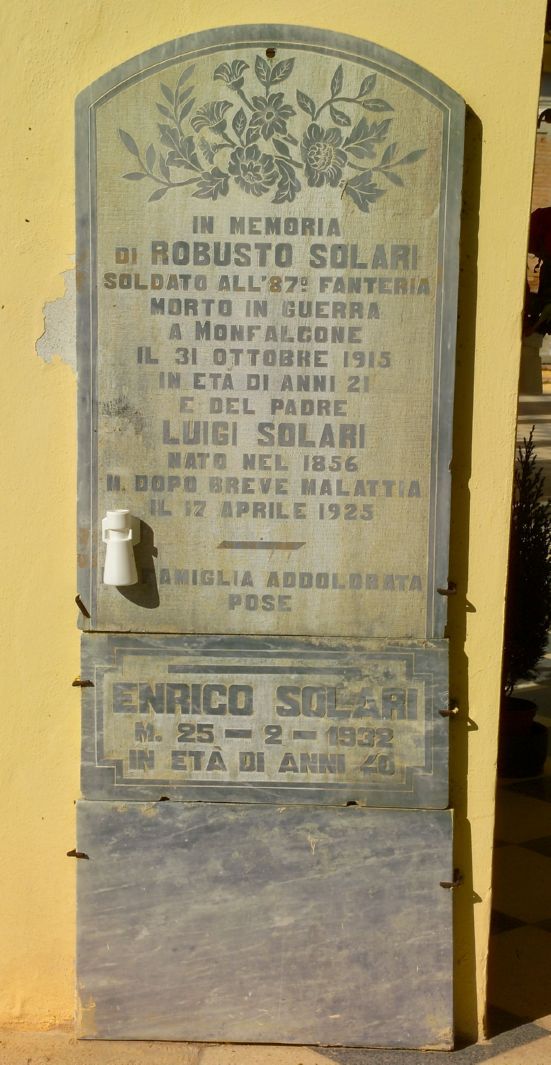 IN MEMORIA
DI ROBUSTO SOLARI
SOLDATO ALL'87º FANTERIA
MORTO IN GUERRA
A MONFALCONE
IL 31 OTTOBRE 1915
IN ETÀ DI ANNI 21
E DEL PADRE
LUIGI SOLARI
NATO NEL 1856
M. DOPO BREVE MALATTIA
IL 17 APRILE 1925
FAMIGLIA ADDOLORATA
POSE
ENRICO SOLARI
M. 25-2-1932
IN ETÀ DI ANNI 40